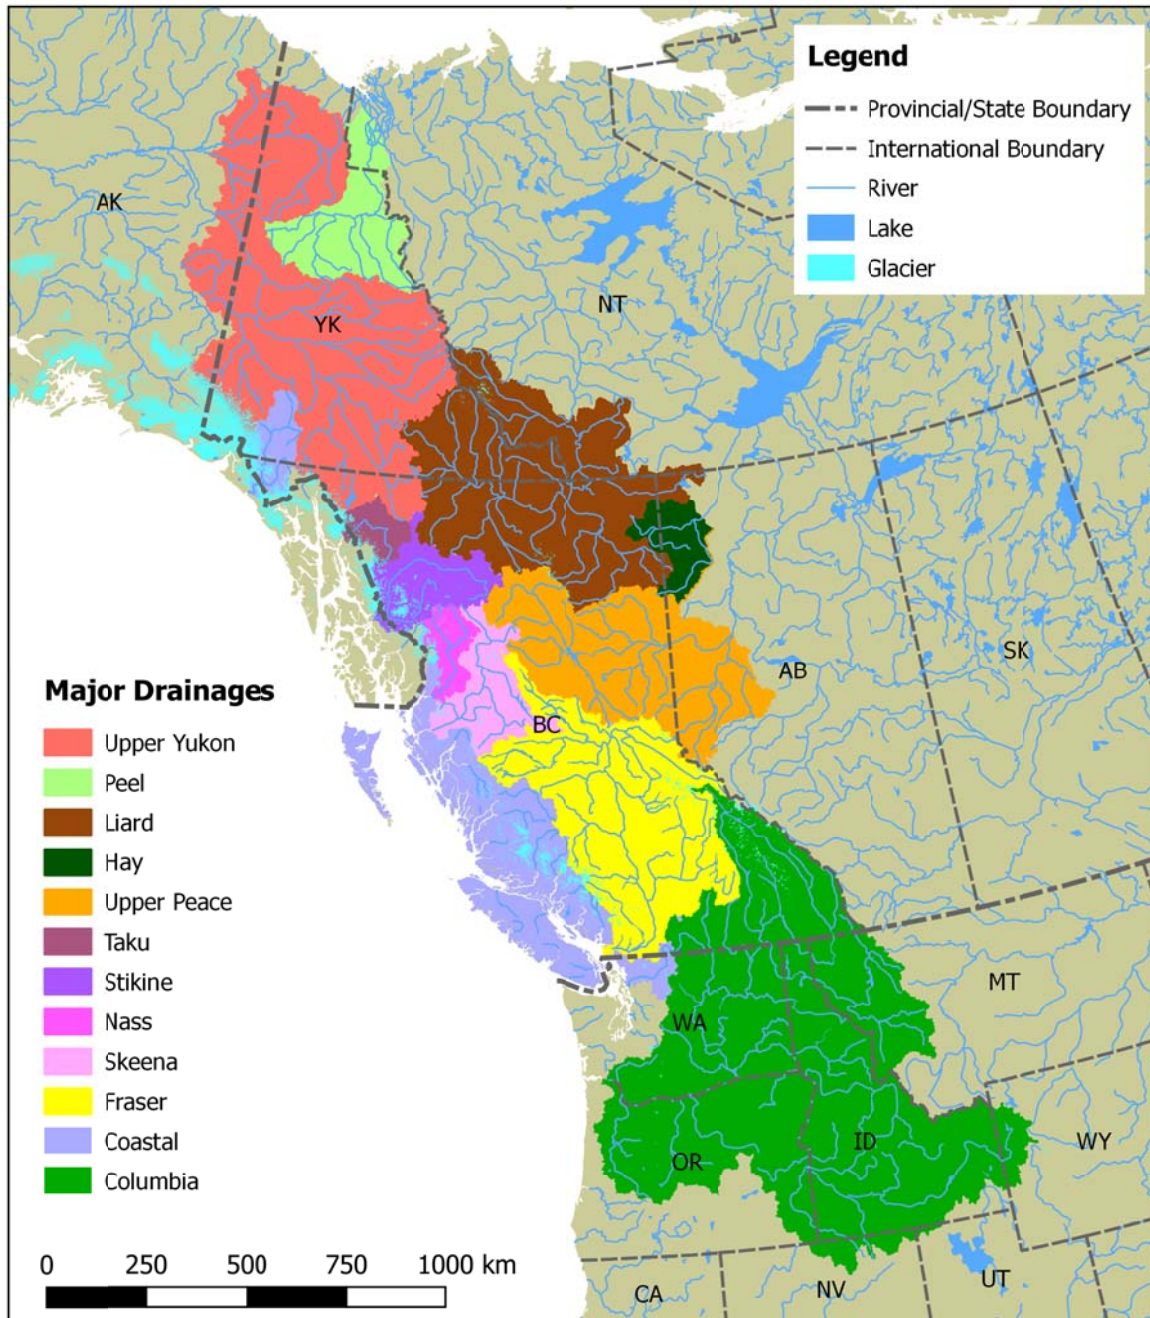 Legend
Provincial/State Boundary
International Boundary
River
Lake
Glacier
AK
YK
NT
SK
AB
BC
MT
WA
OR
ID
WY
CA
NV
UT
Major Drainages
Upper Yukon
Peel
Liard
Hay
Upper Peace
Taku
Stikine
Nass
Skeena
Fraser
Coastal
Columbia
0 250 500 750 1000 km